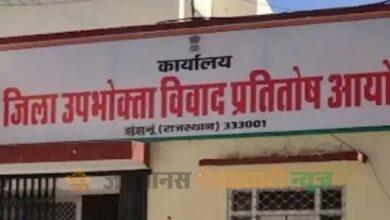 कार्यालय
जिला उपभोक्ता विवाद प्रतितोष आयो
झुंझुनूं (राजस्थान) 333001
न्यूज